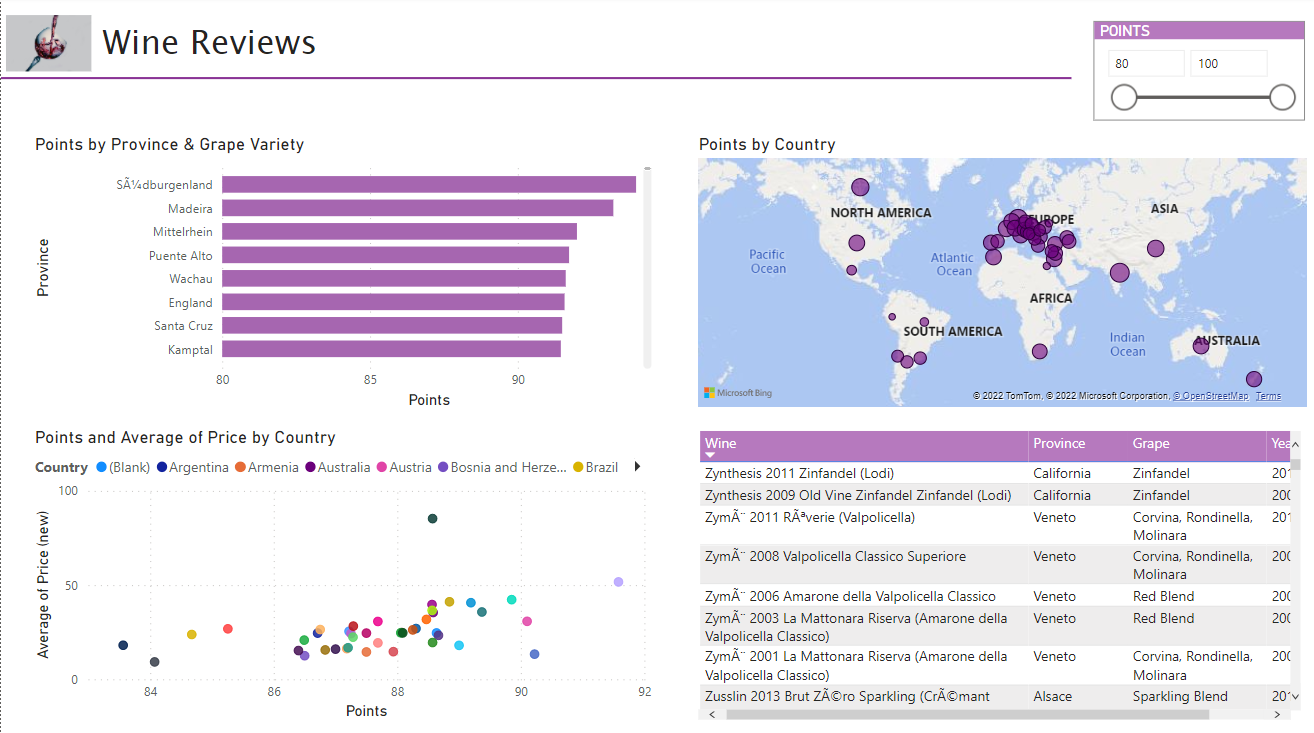 Wine Reviews
POINTS
80 100
Points by Province & Grape Variety
Province
SÃ¼dburgenland
Madeira
Mittelrhein
Puente Alto
Wachau
England
Santa Cruz
Kamptal
80 85 90
Points
Points by Country
NORTH AMERICA
EUROPE
ASIA
Pacific
Ocean
Atlantic
Ocean
AFRICA
SOUTH AMERICA
Indian
Ocean
AUSTRALIA
Microsoft Bing
© 2022 TomTom, © 2022 Microsoft Corporation, © OpenStreetMap Terms
Points and Average of Price by Country
Country (Blank) Argentina Armenia Australia Austria Bosnia and Herze... Brazil
Average of Price (new)
100
50
0
84 86 88 90 92
Points
Wine Province Grape Yea
Zynthesis 2011 Zinfandel (Lodi) California Zinfandel 201
Zynthesis 2009 Old Vine Zinfandel Zinfandel (Lodi) California Zinfandel 200
ZymÃ¨ 2011 RÃªverie (Valpolicella) Veneto Corvina, Rondinella, 201
Molinara
ZymÃ¨ 2008 Valpolicella Classico Superiore Veneto Corvina, Rondinella, 200
Molinara
ZymÃ¨ 2006 Amarone della Valpolicella Classico Veneto Red Blend 200
ZymÃ¨ 2003 La Mattonara Riserva (Amarone della Veneto Red Blend 200
Valpolicella Classico)
ZymÃ¨ 2001 La Mattonara Riserva (Amarone della Veneto Corvina, Rondinella, 200
Valpolicella Classico) Molinara
Zusslin 2013 Brut ZÃ©ro Sparkling (CrÃ©mant Alsace Sparkling Blend 201